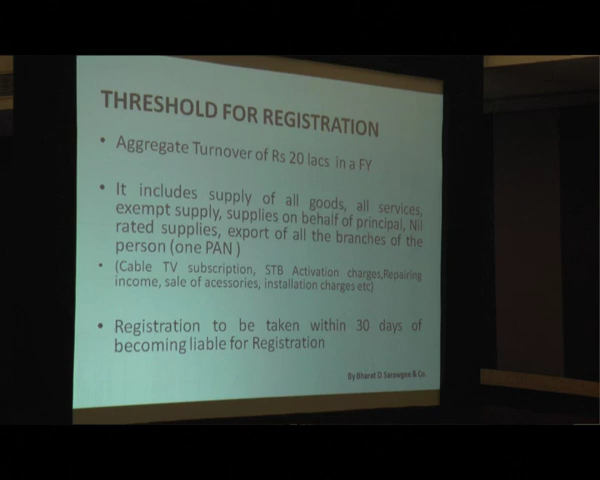 THRESHOLD FOR REGISTRATION
• Aggregate Turnover of Rs 20 lacs in a FY
• It includes supply of all goods, all services,
exempt supply, supplies on behalf of principal, Nil
rated supplies, export of all the branches of the
person (one PAN )
• (Cable TV subscription, STB Activation charges,Repairing
income, sale of acessories, installation charges etc)
• Registration to be taken within 30 days of
becoming liable for Registration
By Bharat D Sarawgee & Co.